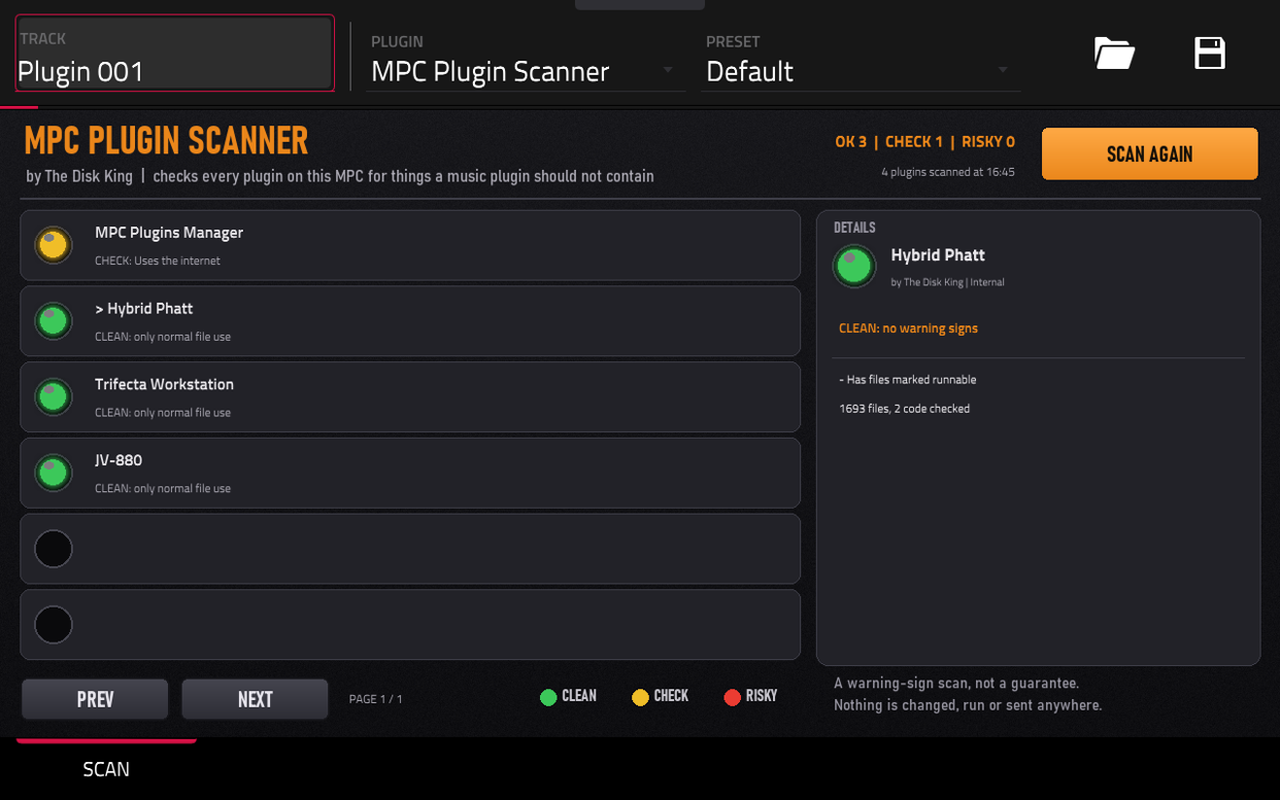 TRACK
Plugin 001
PLUGIN
MPC Plugin Scanner
PRESET
Default
MPC PLUGIN SCANNER
by The Disk King | checks every plugin on this MPC for things a music plugin should not contain
OK 3 | CHECK 1 | RISKY 0
4 plugins scanned at 16:45
SCAN AGAIN
MPC Plugins Manager
CHECK: Uses the internet
> Hybrid Phatt
CLEAN: only normal file use
Trifecta Workstation
CLEAN: only normal file use
JV-880
CLEAN: only normal file use
DETAILS
Hybrid Phatt
by The Disk King | Internal
CLEAN: no warning signs
- Has files marked runnable
1693 files, 2 code checked
PREV
NEXT
PAGE 1 / 1
CLEAN
CHECK
RISKY
A warning-sign scan, not a guarantee.
Nothing is changed, run or sent anywhere.
SCAN